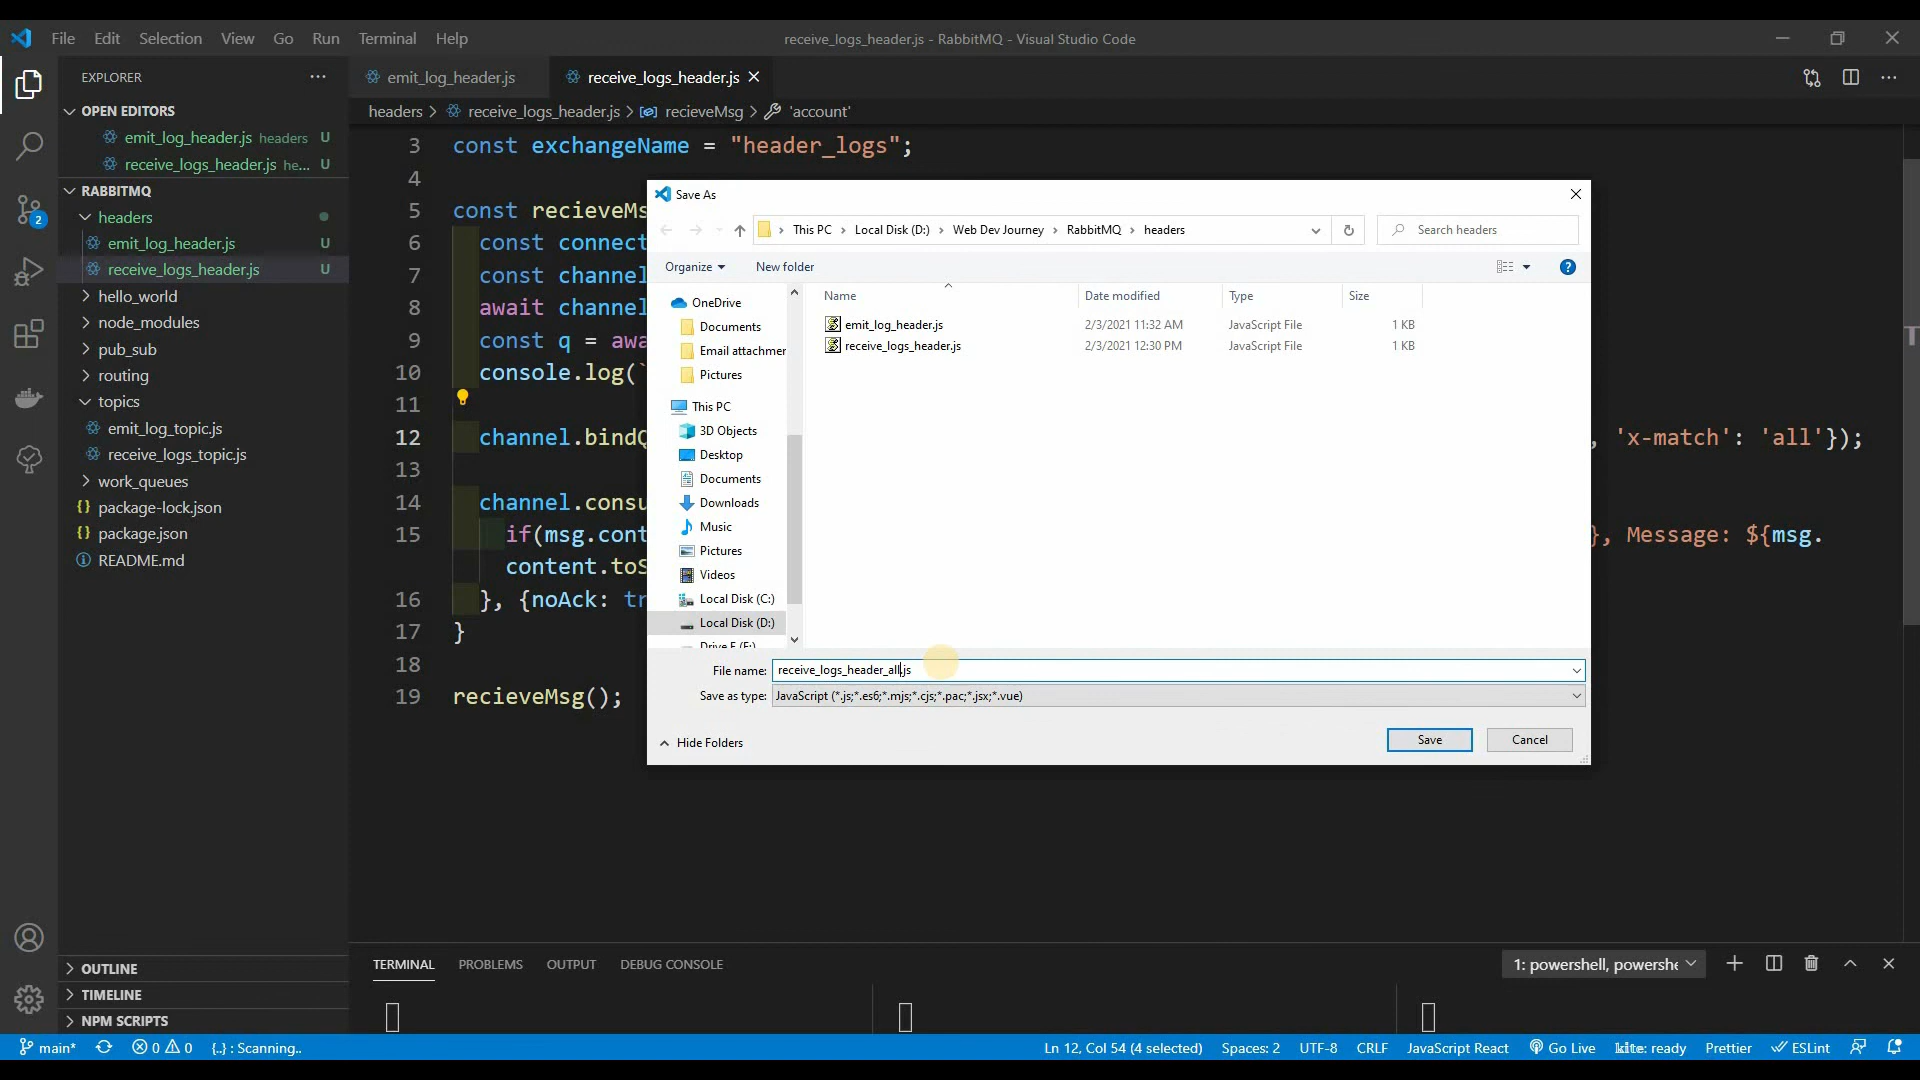 File Edit Selection View Go Run Terminal Help
receive_logs_header.js - RabbitMQ - Visual Studio Code
EXPLORER
OPEN EDITORS
emit_log_header.js headers U
receive_logs_header.js he... U
RABBITMQ
headers
emit_log_header.js U
receive_logs_header.js U
hello_world
node_modules
pub_sub
routing
topics
emit_log_topic.js
receive_logs_topic.js
work_queues
package-lock.json
package.json
README.md
OUTLINE
TIMELINE
NPM SCRIPTS
2
emit_log_header.js
receive_logs_header.js
headers > receive_logs_header.js > recieveMsg > 'account'
3 const exchangeName = "header_logs";
4
5 const recieveMs
6 const connect
7 const channel
8 await channel
9 const q = awa
10 console.log(`
11
12 channel.bindQ , 'x-match': 'all'});
13
14 channel.consu
15 if(msg.cont }, Message: ${msg.
content.toS
16 }, {noAck: tr
17 }
18
19 recieveMsg();
Save As
This PC > Local Disk (D:) > Web Dev Journey > RabbitMQ > headers
Search headers
Organize New folder
OneDrive
Documents
Email attachmer
Pictures
This PC
3D Objects
Desktop
Documents
Downloads
Music
Pictures
Videos
Local Disk (C:)
Local Disk (D:)
Drive E (E:)
Name Date modified Type Size
emit_log_header.js 2/3/2021 11:32 AM JavaScript File 1 KB
receive_logs_header.js 2/3/2021 12:30 PM JavaScript File 1 KB
File name: receive_logs_header_all.js
Save as type: JavaScript (*.js;*.es6;*.mjs;*.cjs;*.pac;*.jsx;*.vue)
Hide Folders
Save Cancel
TERMINAL PROBLEMS OUTPUT DEBUG CONSOLE
1: powershell, powershe
main* 0 0 {..} : Scanning..
Ln 12, Col 54 (4 selected) Spaces: 2 UTF-8 CRLF JavaScript React Go Live kite: ready Prettier ESLint